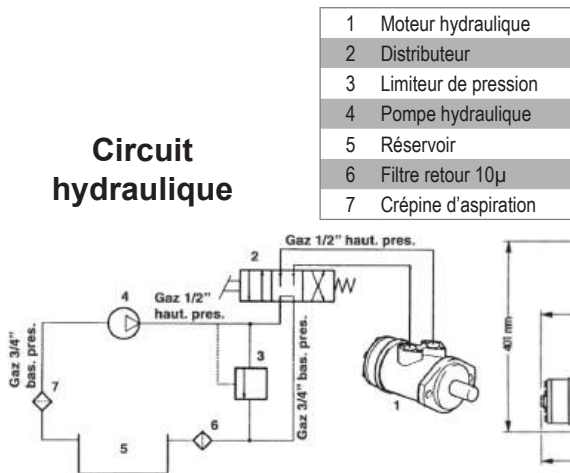 1 Moteur hydraulique
2 Distributeur
3 Limiteur de pression
4 Pompe hydraulique
5 Réservoir
6 Filtre retour 10µ
7 Crépine d'aspiration
Circuit
hydraulique
Gaz 1/2" haut. pres.
2
4
Gaz 1/2"
haut. pres.
Gaz 3/4"
bas. pres.
Gaz 3/4" bas. pres.
3
7
6
5
1
401 mm